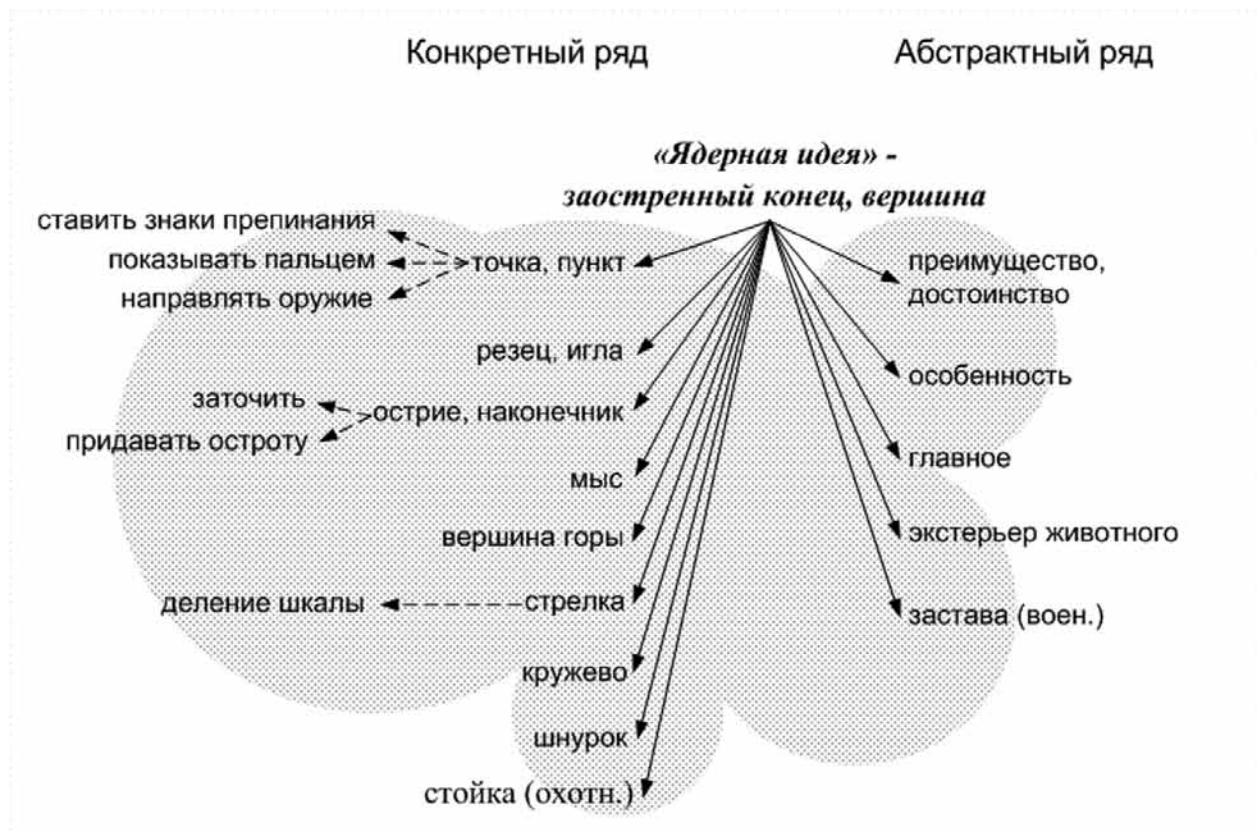 Конкретный ряд
Абстрактный ряд
«Ядерная идея» -
заостренный конец, вершина
ставить знаки препинания
показывать пальцем
направлять оружие
точка, пункт
резец, игла
заточить
придавать остроту
острие, наконечник
мыс
вершина горы
деление шкалы
стрелка
кружево
шнурок
стойка (охотн.)
преимущество,
достоинство
особенность
главное
экстерьер животного
застава (воен.)